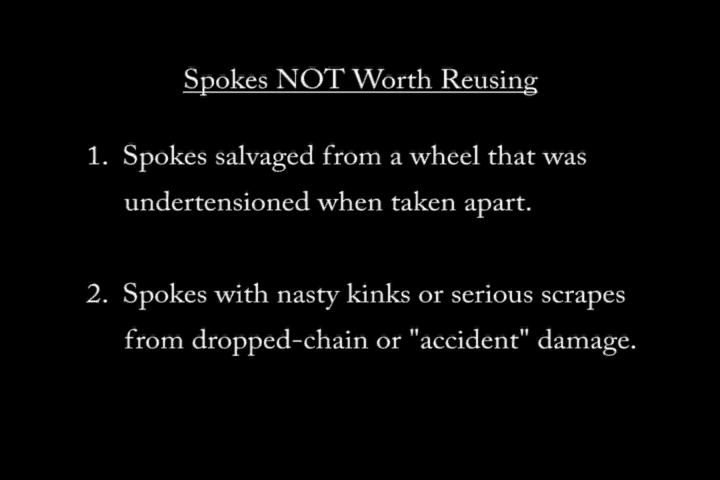 Spokes NOT Worth Reusing
1. Spokes salvaged from a wheel that was
undertensioned when taken apart.
2. Spokes with nasty kinks or serious scrapes
from dropped-chain or "accident" damage.